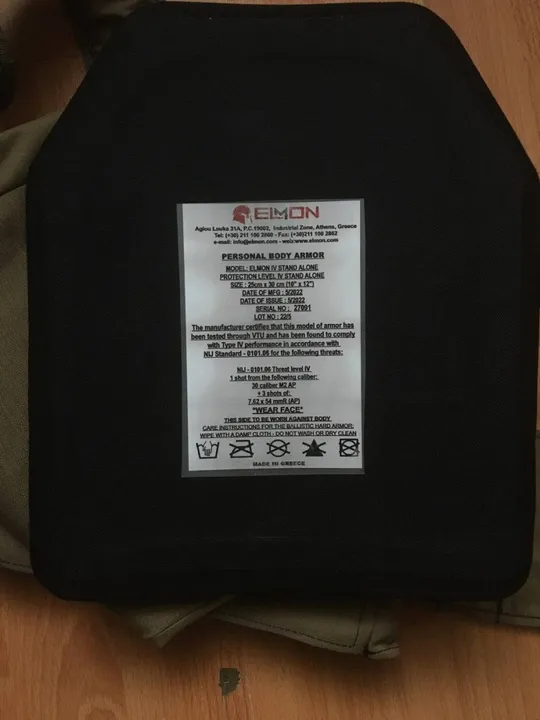 ELMON
Agiou Louka 31A, P.C.19002, Industrial Zone, Athens, Greece
Tel: (+30) 211 100 2860 - Fax: (+30)211 100 2862
e-mail: info@elmon.com - web: www.elmon.com
PERSONAL BODY ARMOR
MODEL: ELMON IV STAND ALONE
PROTECTION LEVEL IV STAND ALONE
SIZE : 25cm x 30 cm (10" x 12")
DATE OF MFG : 5/2022
DATE OF ISSUE : 5/2022
SERIAL NO : 27091
LOT NO : 22/5
The manufacturer certifies that this model of armor has
been tested through VTU and has been found to comply
with Type IV performance in accordance with
NIJ Standard - 0101.06 for the following threats:
NIJ - 0101.06 Threat level IV
1 shot from the following caliber:
30 caliber M2 AP
+ 3 shots of:
7,62 x 54 mmR (AP)
"WEAR FACE"
THIS SIDE TO BE WORN AGAINST BODY
CARE INSTRUCTIONS FOR THE BALLISTIC HARD ARMOR:
WIPE WITH A DAMP CLOTH - DO NOT WASH OR DRY CLEAN
MADE IN GREECE